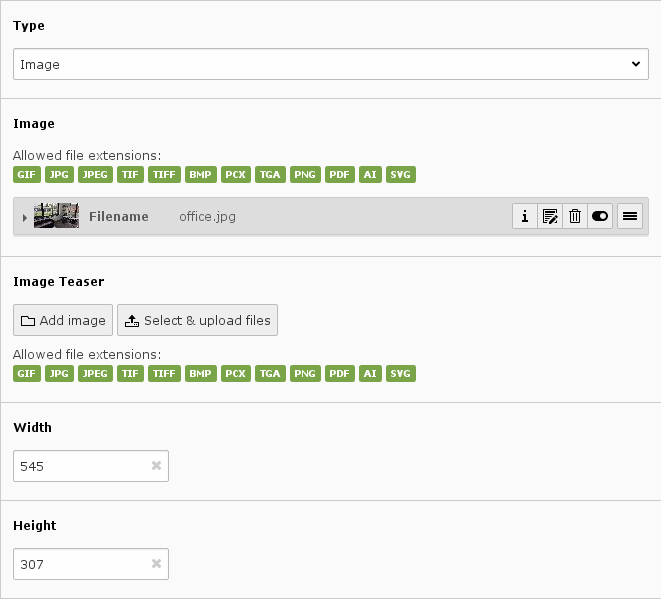 Type
Image
Image
Allowed file extensions:
GIF JPG JPEG TIF TIFF BMP PCX TGA PNG PDF AI SVG
Filename office.jpg
Image Teaser
Add image Select & upload files
Allowed file extensions:
GIF JPG JPEG TIF TIFF BMP PCX TGA PNG PDF AI SVG
Width
545
Height
307